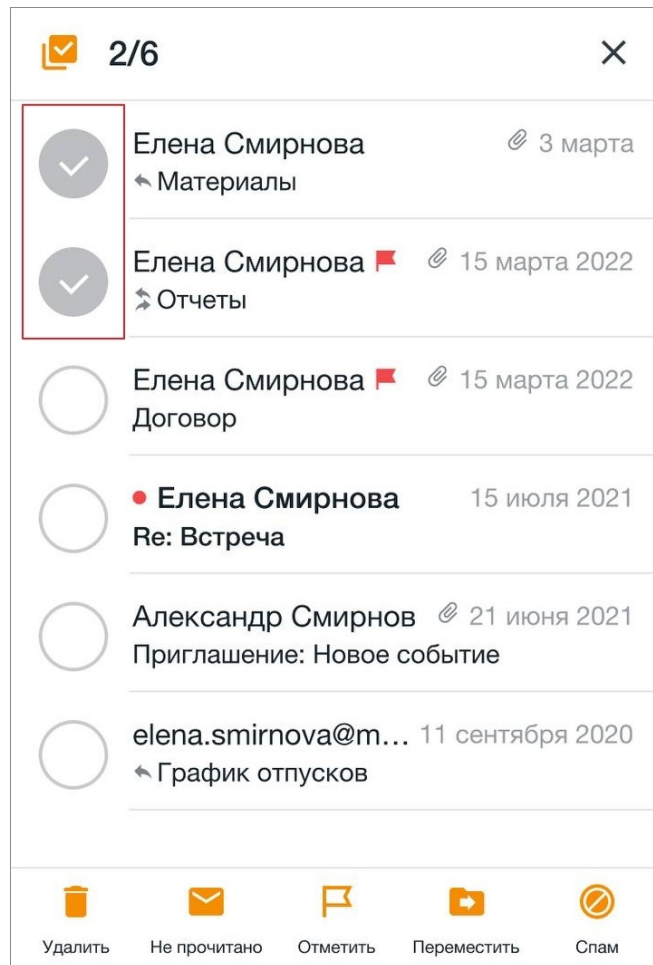 2/6
Елена Смирнова 3 марта
Материалы
Елена Смирнова 15 марта 2022
Отчеты
Елена Смирнова 15 марта 2022
Договор
Елена Смирнова 15 июля 2021
Re: Встреча
Александр Смирнов 21 июня 2021
Приглашение: Новое событие
elena.smirnova@m... 11 сентября 2020
График отпусков
Удалить Не прочитано Отметить Переместить Спам